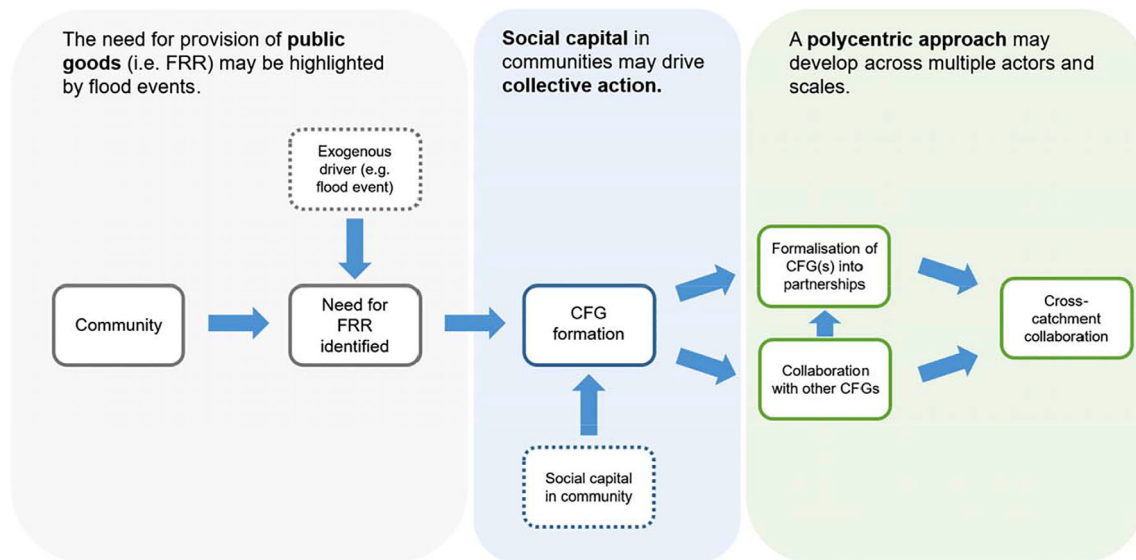 The need for provision of public
goods (i.e. FRR) may be highlighted
by flood events.
Social capital in
communities may drive
collective action.
A polycentric approach may
develop across multiple actors and
scales.
Exogenous
driver (e.g.
flood event)
Community
Need for
FRR
identified
CFG
formation
Social capital
in community
Formalisation of
CFG(s) into
partnerships
Collaboration
with other CFGs
Cross-
catchment
collaboration